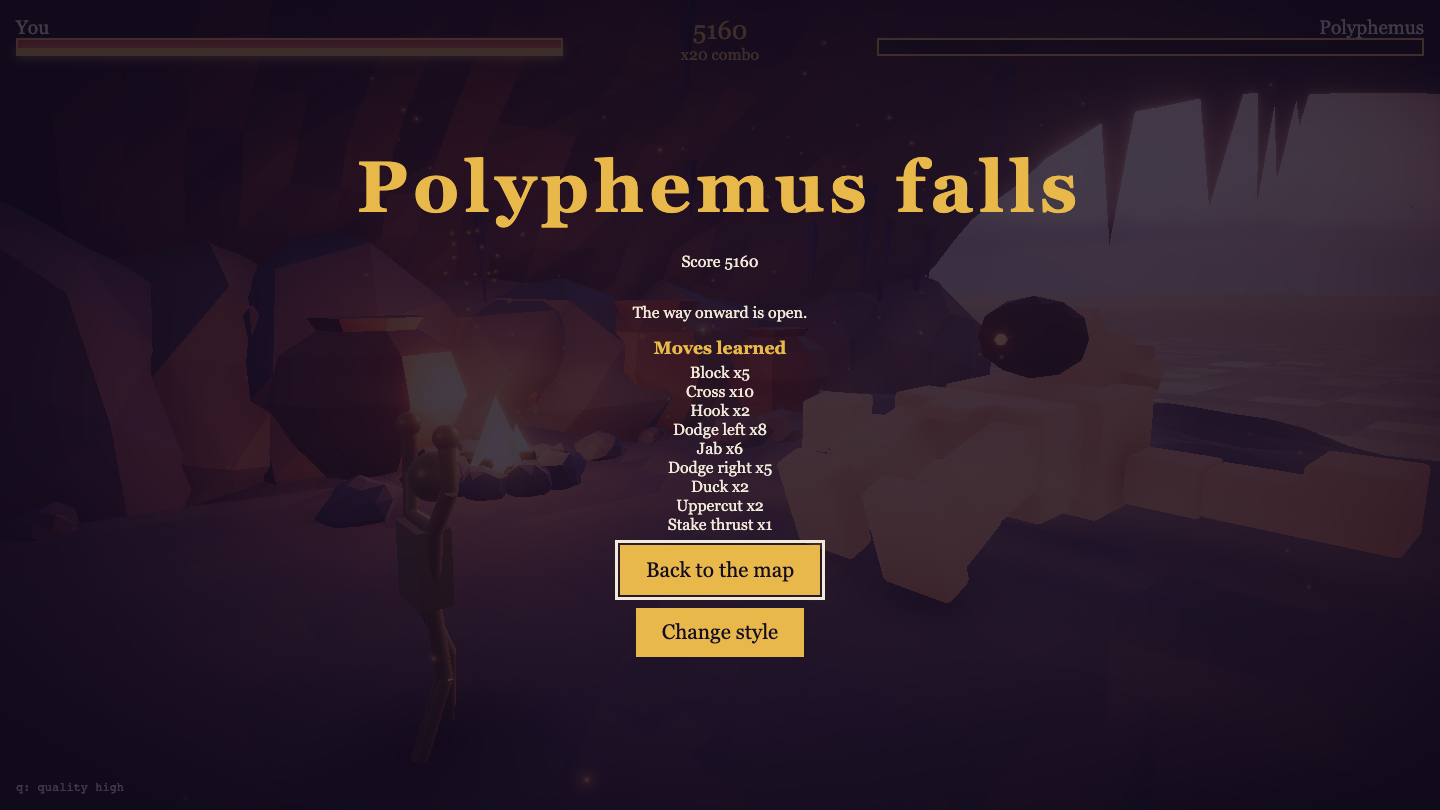 You
5160
x20 combo
Polyphemus
Polyphemus falls
Score 5160
The way onward is open.
Moves learned
Block x5
Cross x10
Hook x2
Dodge left x8
Jab x6
Dodge right x5
Duck x2
Uppercut x2
Stake thrust x1
Back to the map
Change style
q: quality high